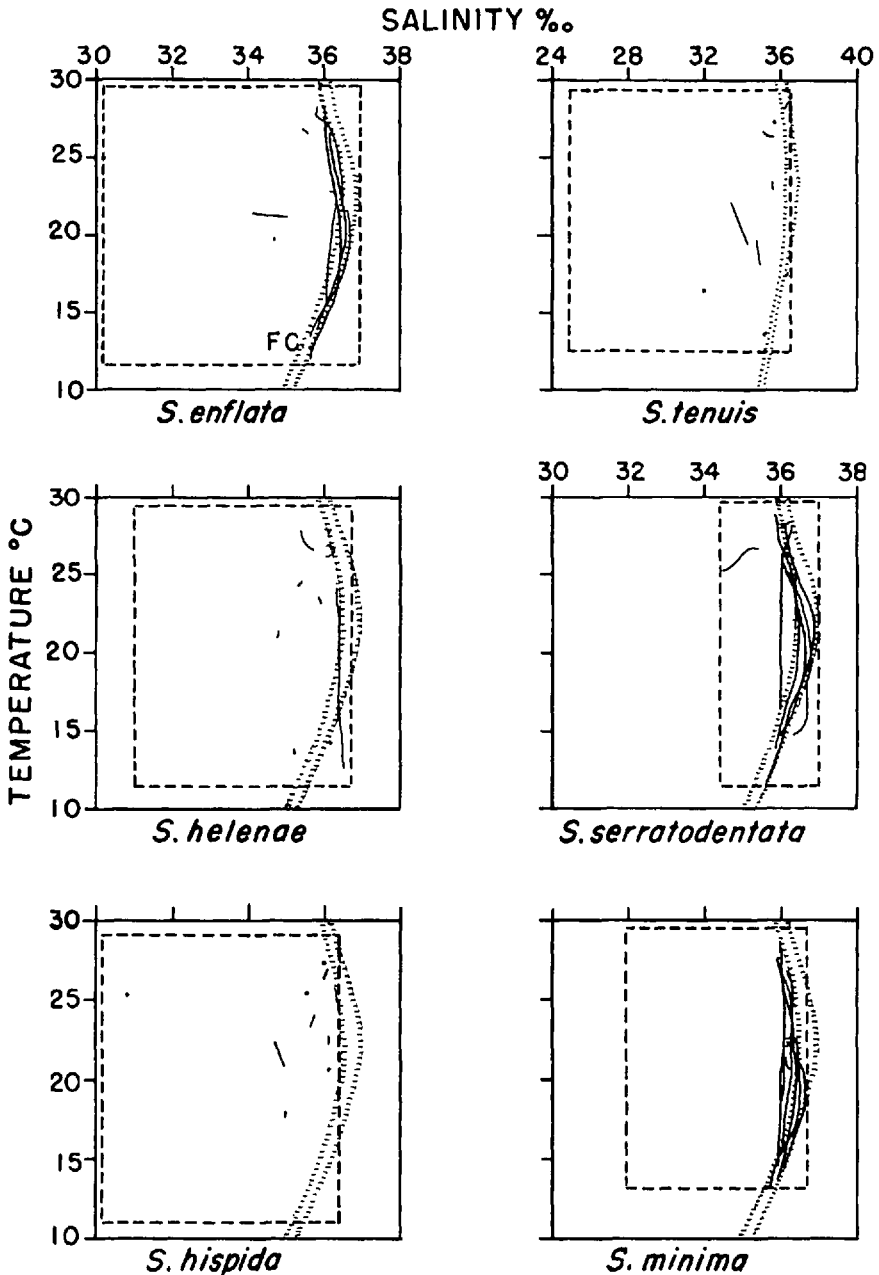 SALINITY ‰
30 32 34 36 38
24 28 32 36 40
30
25
20
15
10
FC
S. enflata
S. tenuis
TEMPERATURE °C
30 32 34 36 38
30
25
20
15
10
S. helenae
S. serratodentata
30
25
20
15
10
S. hispida
S. minima